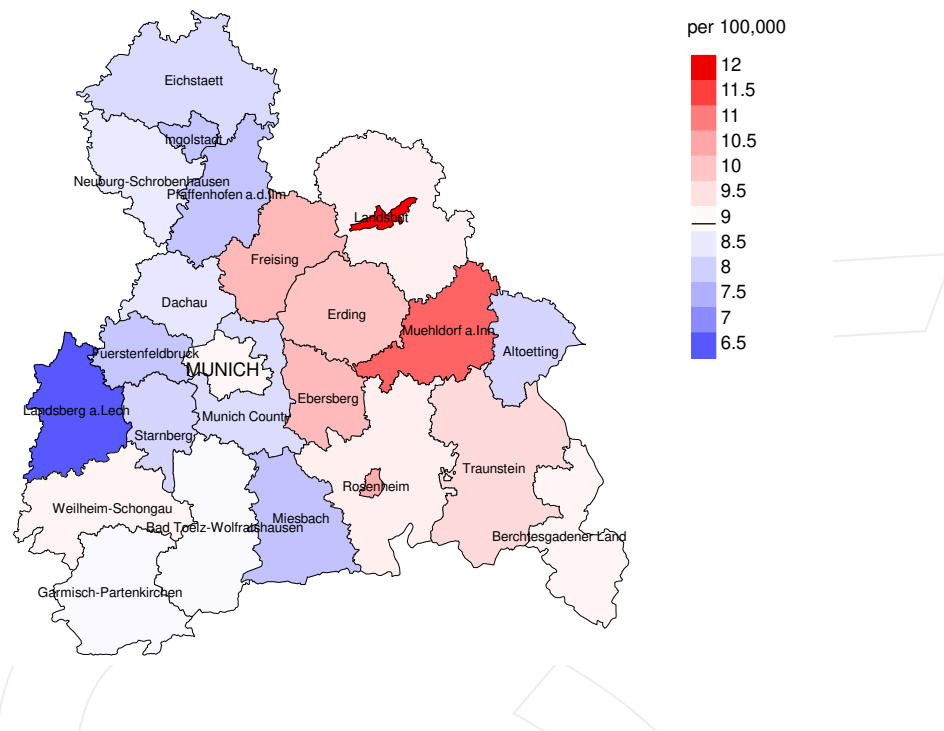 per 100,000
12
11.5
11
10.5
10
9.5
9
8.5
8
7.5
7
6.5
Eichstaett
Ingolstadt
Neuburg-Schrobenhausen
Pfaffenhofen a.d.Ilm
Landshut
Freising
Dachau
Erding
Muehldorf a.Inn
Altoetting
Fuerstenfeldbruck
MUNICH
Ebersberg
Landsberg a.Lech
Munich County
Starnberg
Traunstein
Rosenheim
Weilheim-Schongau
Miesbach
Bad Toelz-Wolfratshausen
Berchtesgadener Land
Garmisch-Partenkirchen